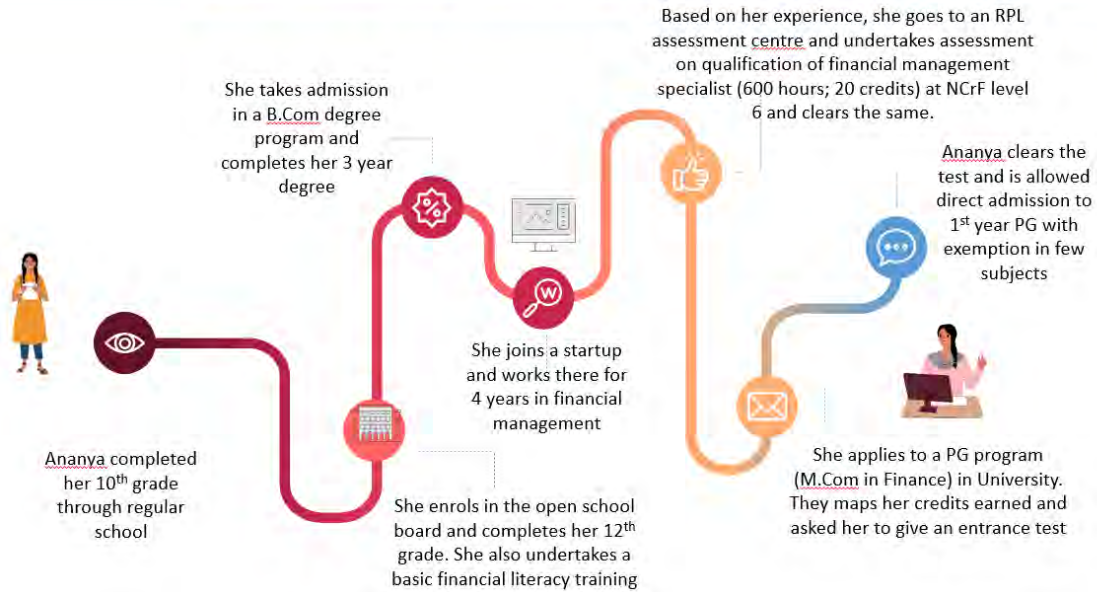 Ananya completed
her 10th grade
through regular
school
She enrols in the open school
board and completes her 12th
grade. She also undertakes a
basic financial literacy training
She takes admission
in a B.Com degree
program and
completes her 3 year
degree
W
She joins a startup
and works there for
4 years in financial
management
Based on her experience, she goes to an RPL
assessment centre and undertakes assessment
on qualification of financial management
specialist (600 hours; 20 credits) at NCrF level
6 and clears the same.
She applies to a PG program
(M.Com in Finance) in University.
They maps her credits earned and
asked her to give an entrance test
Ananya clears the
test and is allowed
direct admission to
1st year PG with
exemption in few
subjects